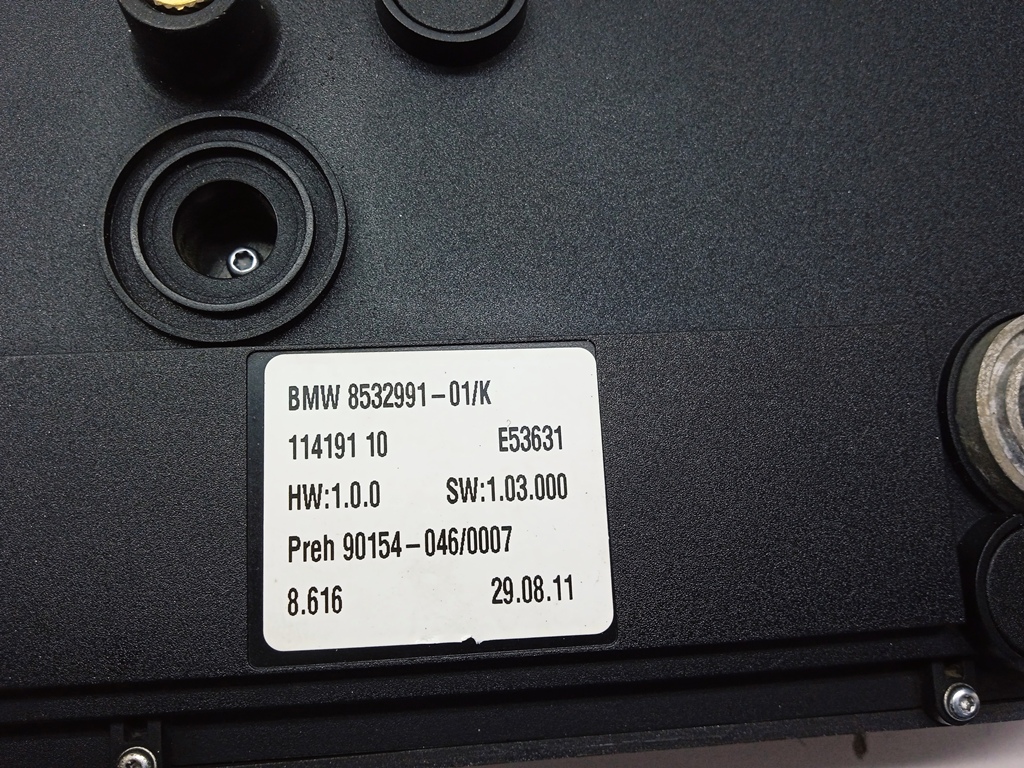 BMW 8532991-01/K
114191 10 E53631
HW:1.0.0 SW:1.03.000
Preh 90154-046/0007
8.616 29.08.11